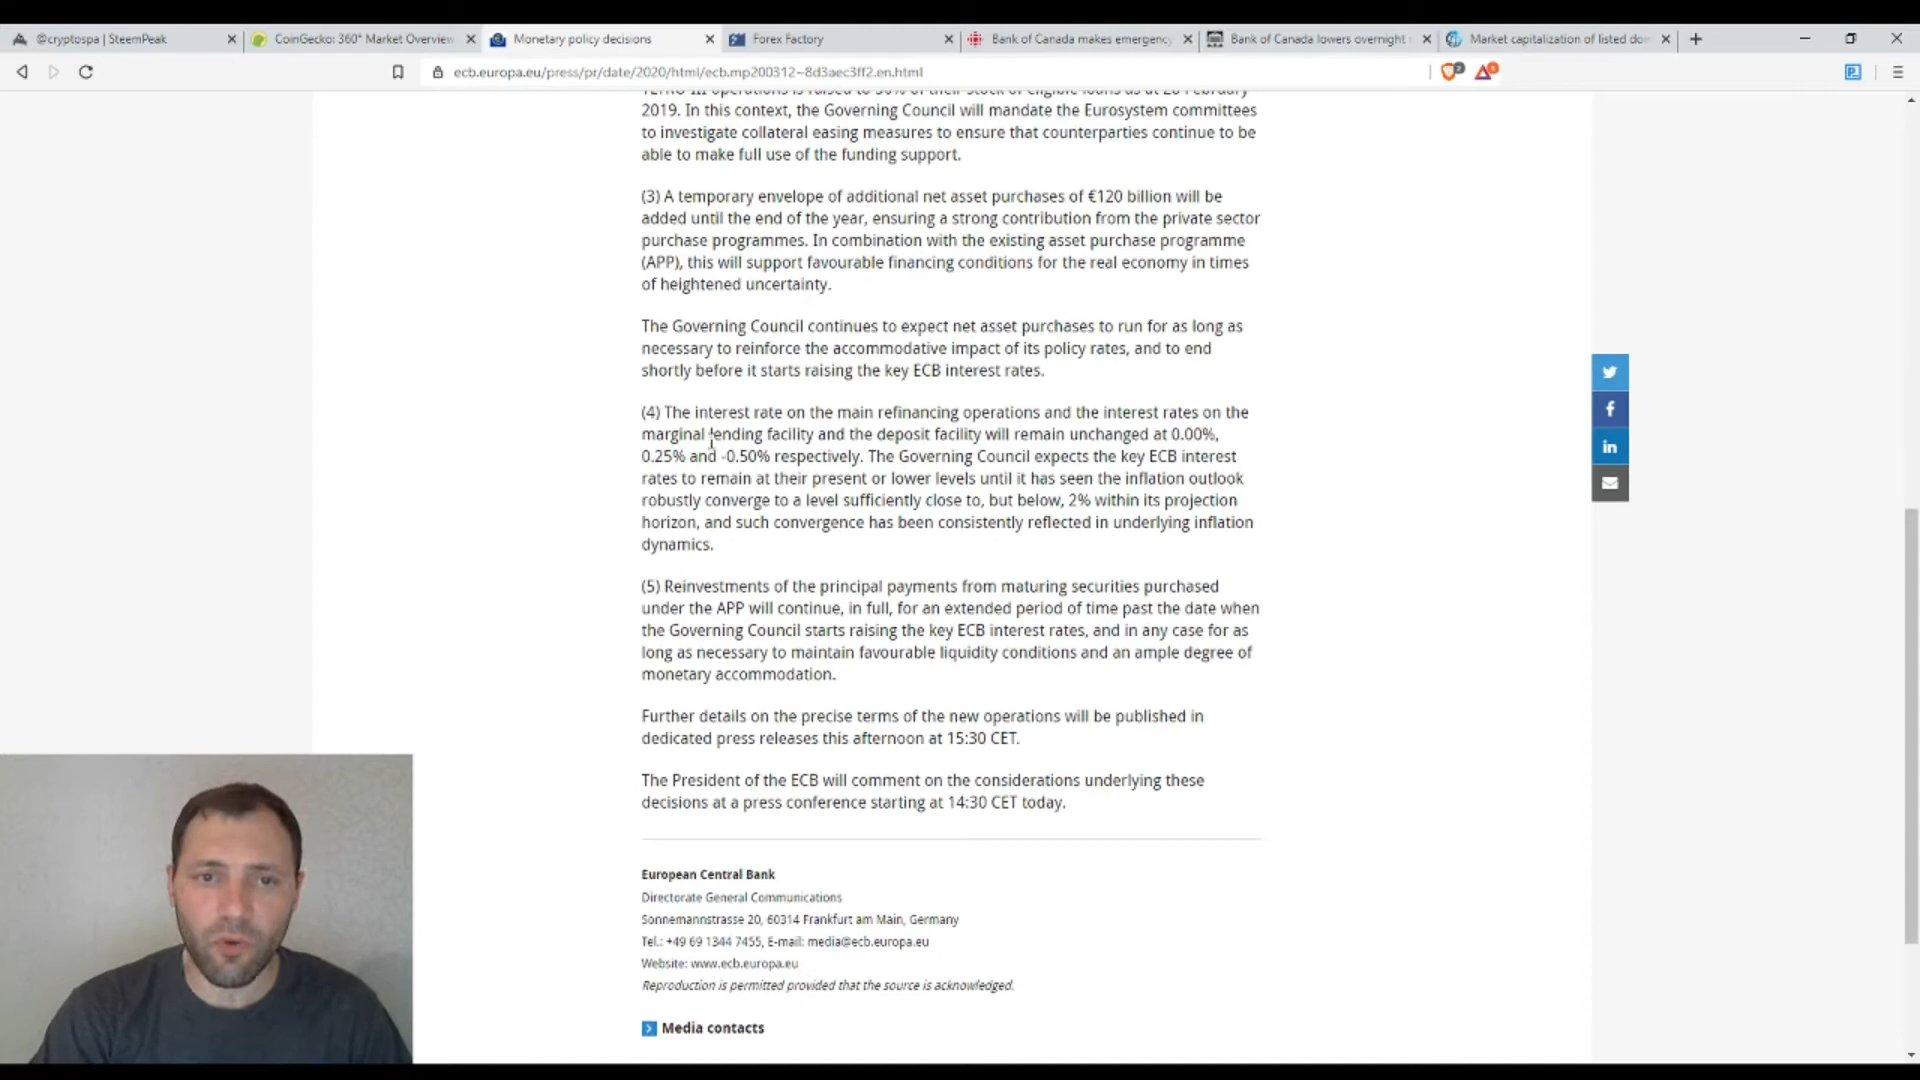 @cryptospa | SteemPeak
CoinGecko: 360° Market Overview
Monetary policy decisions
Forex Factory
Bank of Canada makes emergency
Bank of Canada lowers overnight
Market capitalization of listed do
ecb.europa.eu/press/pr/date/2020/html/ecb.mp200312~8d3aec3ff2.en.html
2019. In this context, the Governing Council will mandate the Eurosystem committees
to investigate collateral easing measures to ensure that counterparties continue to be
able to make full use of the funding support.
(3) A temporary envelope of additional net asset purchases of €120 billion will be
added until the end of the year, ensuring a strong contribution from the private sector
purchase programmes. In combination with the existing asset purchase programme
(APP), this will support favourable financing conditions for the real economy in times
of heightened uncertainty.
The Governing Council continues to expect net asset purchases to run for as long as
necessary to reinforce the accommodative impact of its policy rates, and to end
shortly before it starts raising the key ECB interest rates.
(4) The interest rate on the main refinancing operations and the interest rates on the
marginal lending facility and the deposit facility will remain unchanged at 0.00%,
0.25% and -0.50% respectively. The Governing Council expects the key ECB interest
rates to remain at their present or lower levels until it has seen the inflation outlook
robustly converge to a level sufficiently close to, but below, 2% within its projection
horizon, and such convergence has been consistently reflected in underlying inflation
dynamics.
(5) Reinvestments of the principal payments from maturing securities purchased
under the APP will continue, in full, for an extended period of time past the date when
the Governing Council starts raising the key ECB interest rates, and in any case for as
long as necessary to maintain favourable liquidity conditions and an ample degree of
monetary accommodation.
Further details on the precise terms of the new operations will be published in
dedicated press releases this afternoon at 15:30 CET.
The President of the ECB will comment on the considerations underlying these
decisions at a press conference starting at 14:30 CET today.
European Central Bank
Directorate General Communications
Sonnemannstrasse 20, 60314 Frankfurt am Main, Germany
Tel.: +49 69 1344 7455, E-mail: media@ecb.europa.eu
Website: www.ecb.europa.eu
Reproduction is permitted provided that the source is acknowledged.
Media contacts